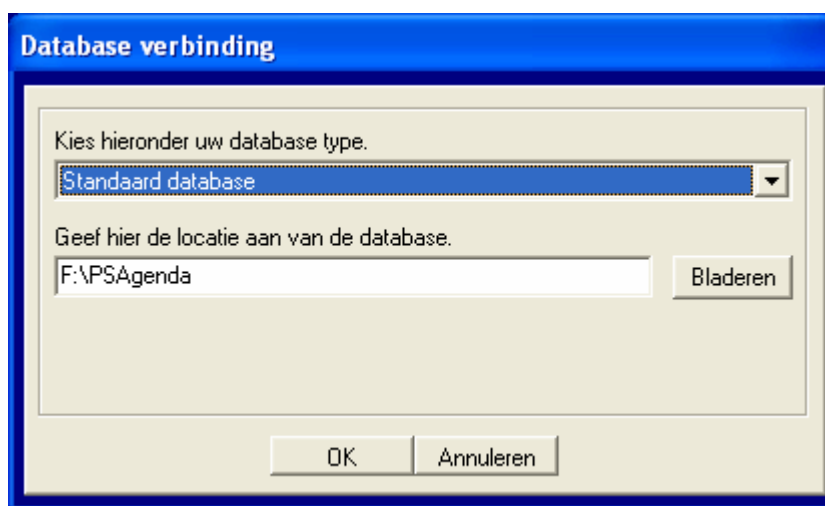 Database verbinding
Kies hieronder uw database type.
Standaard database
Geef hier de locatie aan van de database.
F:\PSAgenda
Bladeren
OK
Annuleren